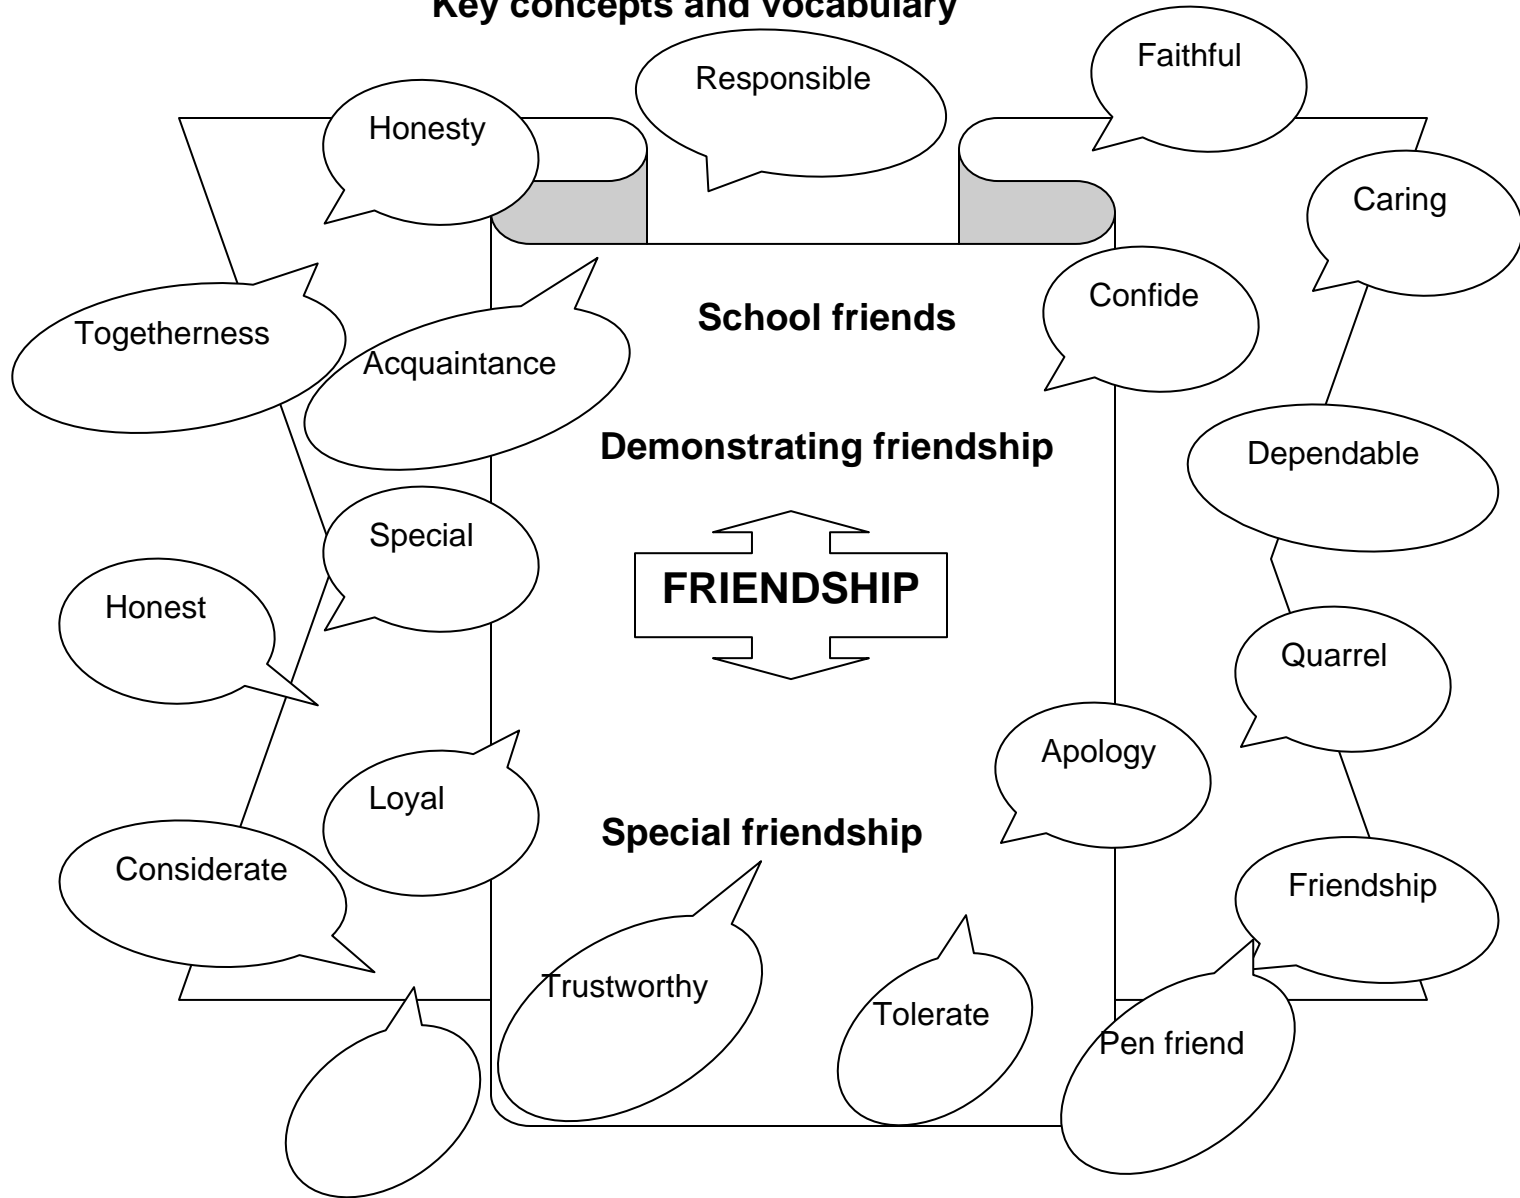 Key concepts and vocabulary
Faithful
Responsible
Honesty
Caring
Confide
School friends
Togetherness
Acquaintance
Demonstrating friendship
Dependable
Special
FRIENDSHIP
Honest
Quarrel
Apology
Loyal
Special friendship
Considerate
Friendship
Trustworthy
Tolerate
Pen friend